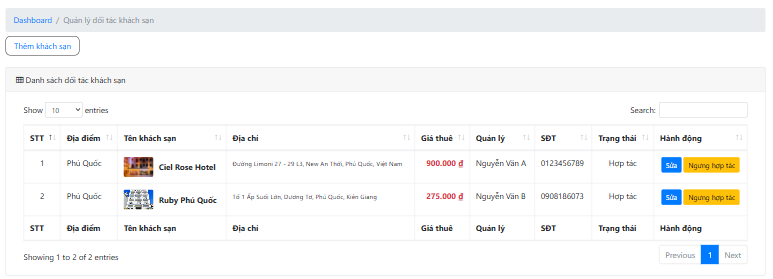 Dashboard / Quản lý đối tác khách sạn
Thêm khách sạn
Danh sách đối tác khách sạn
Show 10 entries Search:
STT Địa điểm Tên khách sạn Địa chỉ Giá thuê Quản lý SĐT Trạng thái Hành động
1 Phú Quốc Ciel Rose Hotel Đường Limoni 27 - 29 L3, New An Thới, Phú Quốc, Việt Nam 900.000 ₫ Nguyễn Văn A 0123456789 Hợp tác Sửa Ngưng hợp tác
2 Phú Quốc Ruby Phú Quốc Tổ 1 Ấp Suối Lớn, Dương Tơ, Phú Quốc, Kiên Giang 275.000 ₫ Nguyễn Văn B 0908186073 Hợp tác Sửa Ngưng hợp tác
STT Địa điểm Tên khách sạn Địa chỉ Giá thuê Quản lý SĐT Trạng thái Hành động
Showing 1 to 2 of 2 entries Previous 1 Next